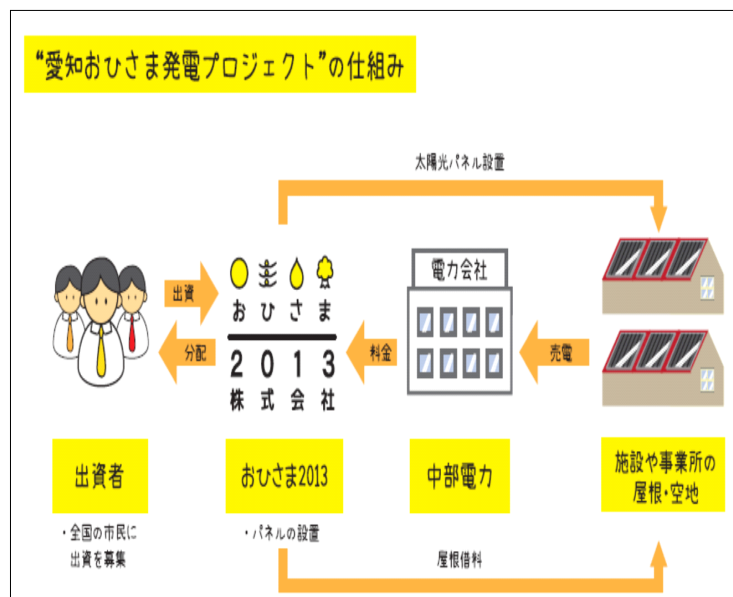 “愛知おひさま発電プロジェクト”の仕組み
太陽光パネル設置
出資
分配
おひさま
2013
株式会社
料金
電力会社
売電
出資者
・全国の市民に
出資を募集
おひさま2013
・パネルの設置
中部電力
施設や事業所の
屋根・空地
屋根借料